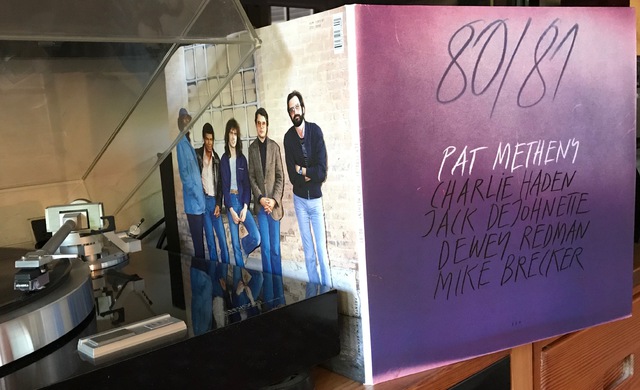 80/81
PAT METHENY
CHARLIE HADEN
JACK DEJOHNETTE
DEWEY REDMAN
MIKE BRECKER